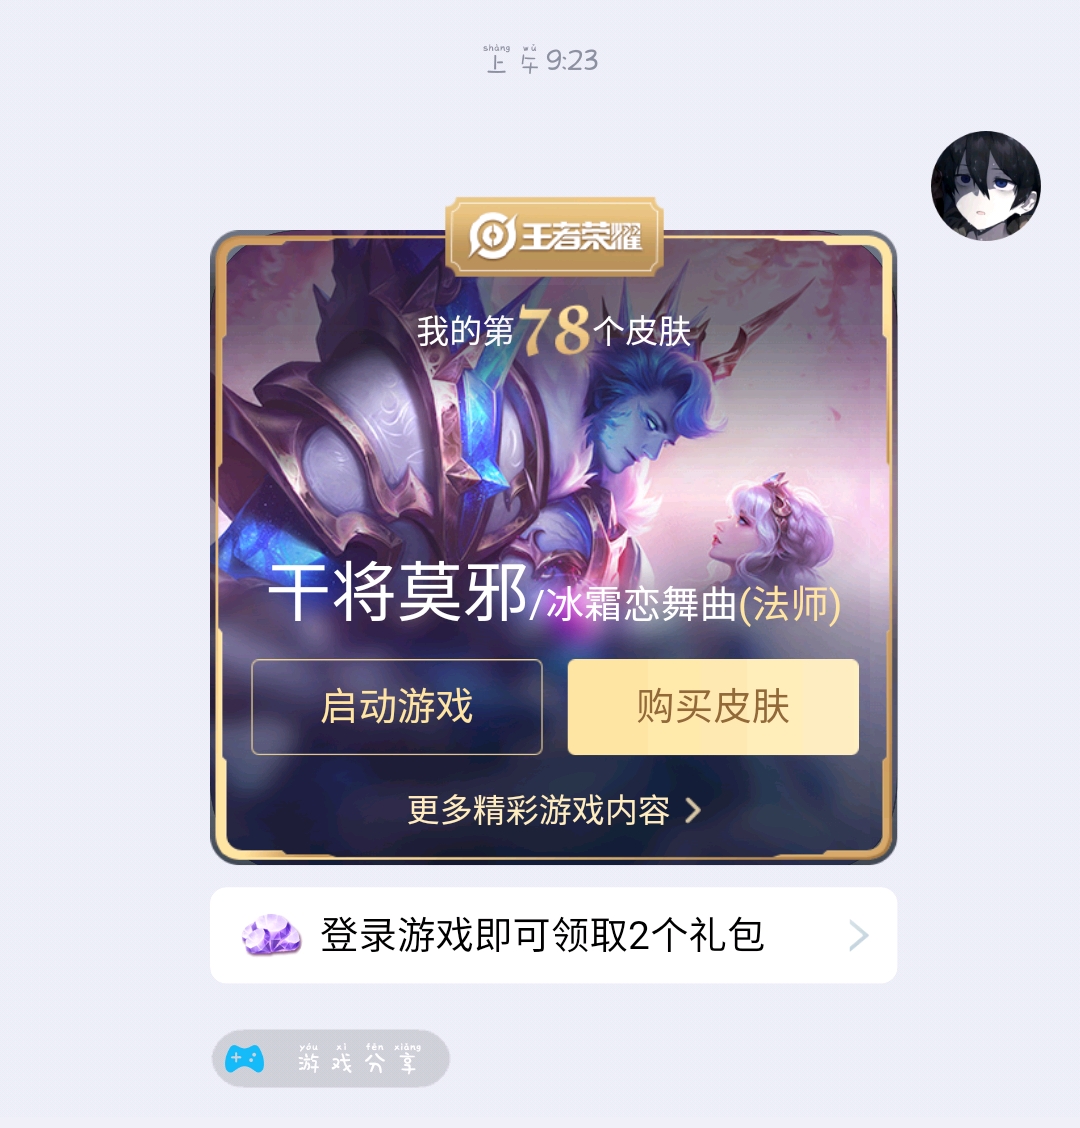 shàng wǔ
上午9:23
王者荣耀
我的第78个皮肤
干将莫邪/冰霜恋舞曲(法师)
启动游戏
购买皮肤
更多精彩游戏内容 >
登录游戏即可领取2个礼包 >
yóu xì fēn xiǎng
游戏分享